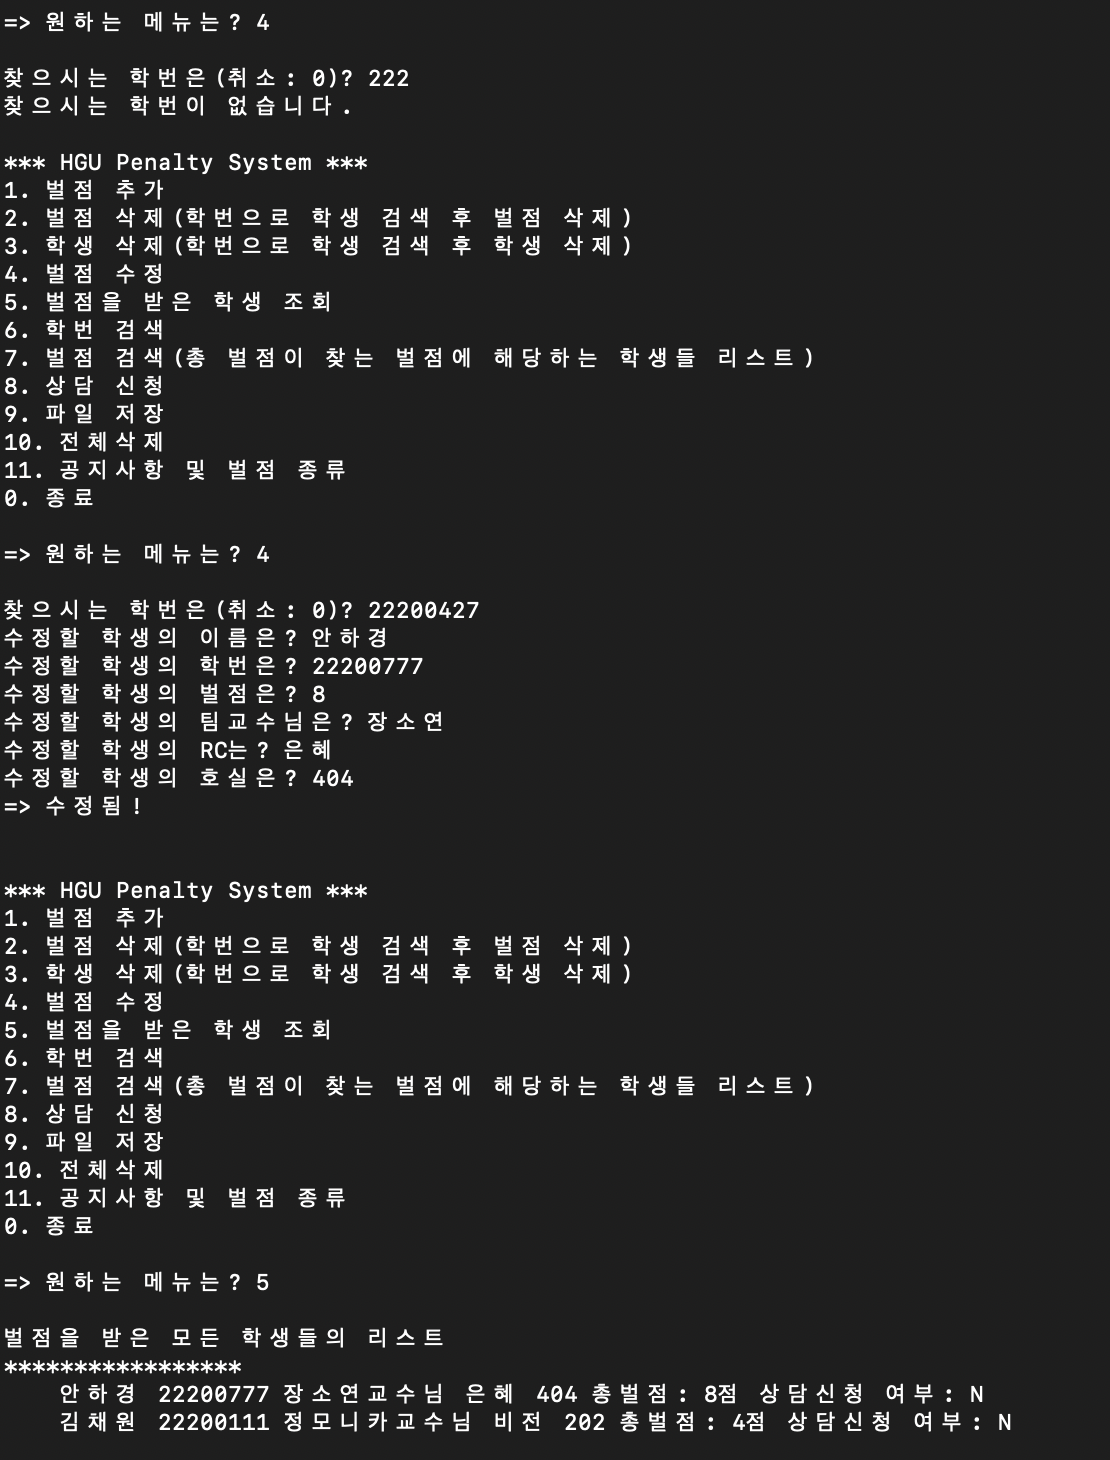 => 원하는 메뉴는? 4
찾으시는 학번은(취소: 0)? 222
찾으시는 학번이 없습니다.
*** HGU Penalty System ***
1. 벌점 추가
2. 벌점 삭제(학번으로 학생 검색 후 벌점 삭제)
3. 학생 삭제(학번으로 학생 검색 후 학생 삭제)
4. 벌점 수정
5. 벌점을 받은 학생 조회
6. 학번 검색
7. 벌점 검색(총 벌점이 찾는 벌점에 해당하는 학생들 리스트)
8. 상담 신청
9. 파일 저장
10. 전체삭제
11. 공지사항 및 벌점 종류
0. 종료
=> 원하는 메뉴는? 4
찾으시는 학번은(취소: 0)? 22200427
수정할 학생의 이름은? 안하경
수정할 학생의 학번은? 22200777
수정할 학생의 벌점은? 8
수정할 학생의 팀교수님은? 장소연
수정할 학생의 RC는? 은혜
수정할 학생의 호실은? 404
=> 수정됨!
*** HGU Penalty System ***
1. 벌점 추가
2. 벌점 삭제(학번으로 학생 검색 후 벌점 삭제)
3. 학생 삭제(학번으로 학생 검색 후 학생 삭제)
4. 벌점 수정
5. 벌점을 받은 학생 조회
6. 학번 검색
7. 벌점 검색(총 벌점이 찾는 벌점에 해당하는 학생들 리스트)
8. 상담 신청
9. 파일 저장
10. 전체삭제
11. 공지사항 및 벌점 종류
0. 종료
=> 원하는 메뉴는? 5
벌점을 받은 모든 학생들의 리스트
*****************
안하경 22200777 장소연교수님 은혜 404 총벌점: 8점 상담신청 여부: N
김채원 22200111 정모니카교수님 비전 202 총벌점: 4점 상담신청 여부: N